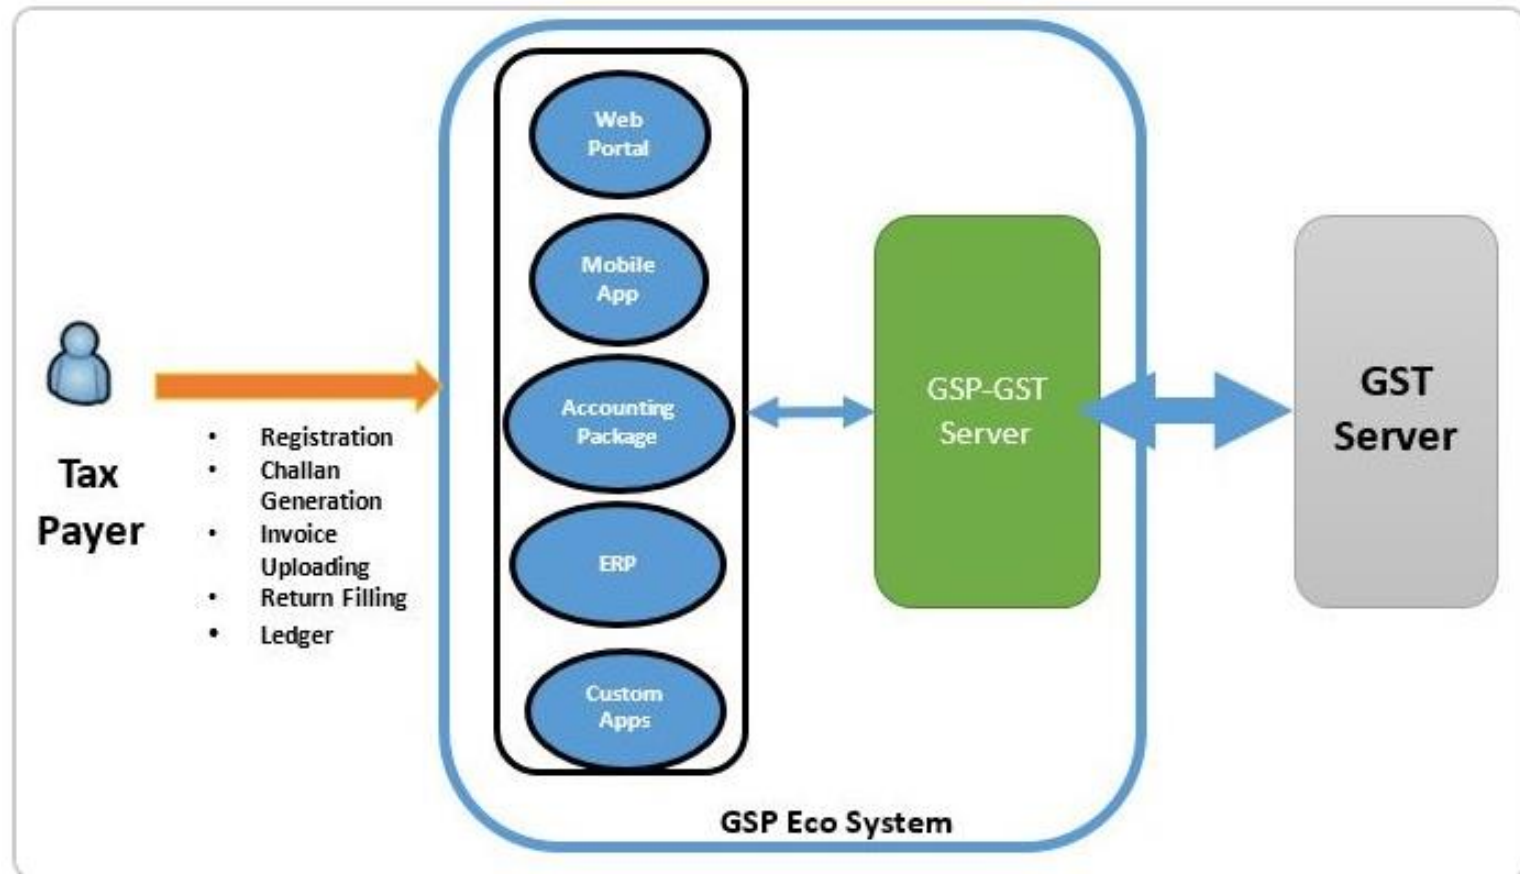 Tax
Payer
• Registration
• Challan
Generation
• Invoice
Uploading
• Return Filling
• Ledger
Web
Portal
Mobile
App
Accounting
Package
ERP
Custom
Apps
GSP-GST
Server
GSP Eco System
GST
Server